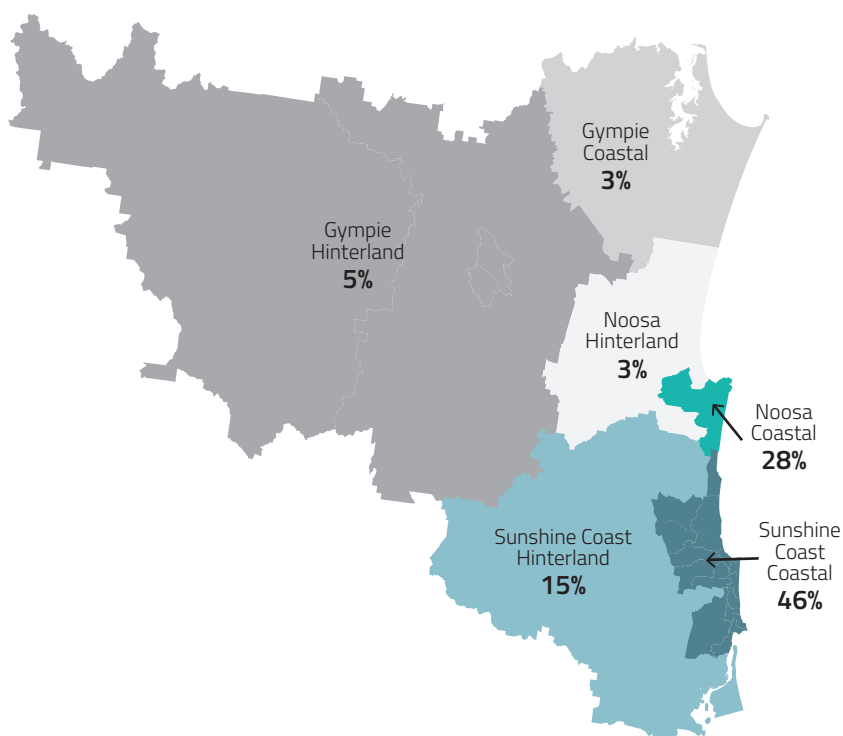 Gympie
Coastal
3%
Gympie
Hinterland
5%
Noosa
Hinterland
3%
Noosa
Coastal
28%
Sunshine Coast
Hinterland
15%
Sunshine
Coast
Coastal
46%